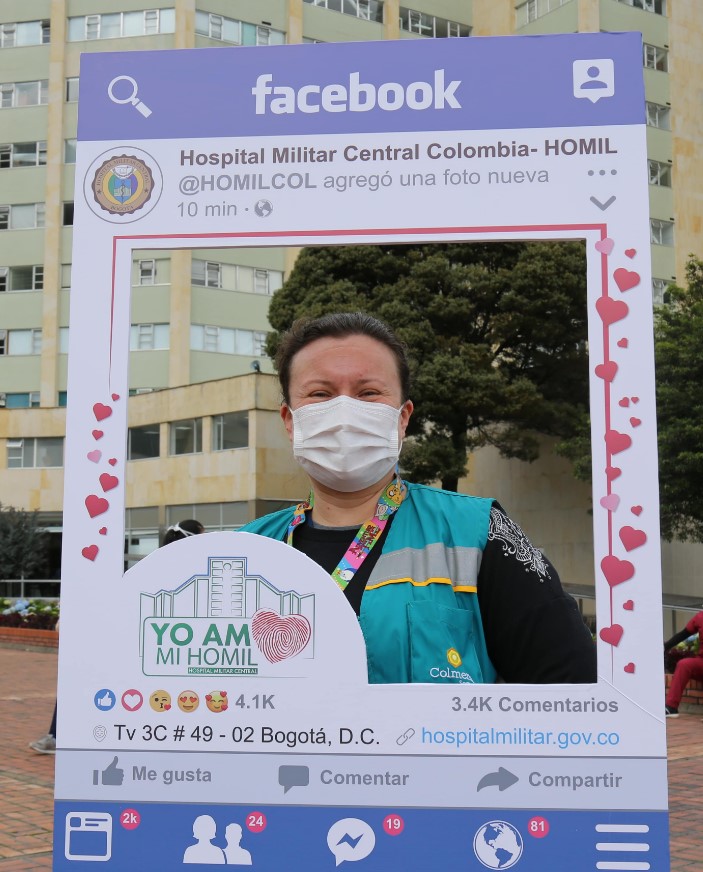 facebook
Hospital Militar Central Colombia- HOMIL
@HOMILCOL agregó una foto nueva
10 min ·
YO AM
MI HOMIL
HOSPITAL MILITAR CENTRAL
Colmen
4.1K
3.4K Comentarios
Tv 3C # 49 - 02 Bogotá, D.C.
hospitalmilitar.gov.co
Me gusta
Comentar
Compartir
2k
24
19
81